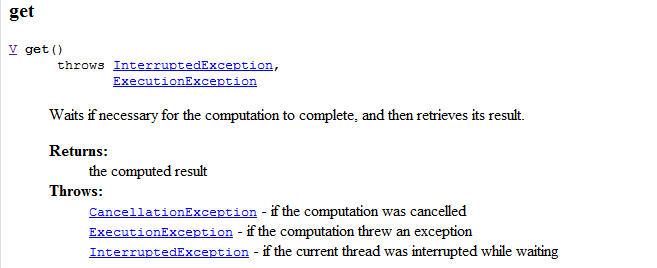 get
V get()
throws InterruptedException,
ExecutionException
Waits if necessary for the computation to complete, and then retrieves its result.
Returns:
the computed result
Throws:
CancellationException - if the computation was cancelled
ExecutionException - if the computation threw an exception
InterruptedException - if the current thread was interrupted while waiting